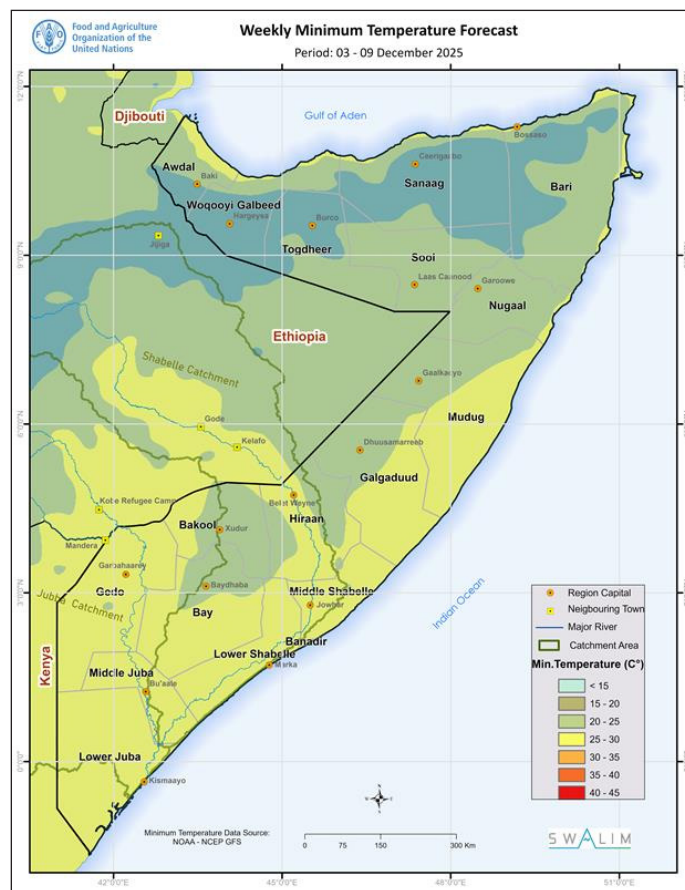 Food and Agriculture
Organization of the
United Nations
Weekly Minimum Temperature Forecast
Period: 03 - 09 December 2025
12°0'0"N
Djibouti
Gulf of Aden
Bossaso
Awdal
Ceerigaabo
Baki
Sanaag
Bari
Woqooyi Galbeed
Hargeysa
Burco
Jijiga
Togdheer
9°0'0"N
Sool
Laas Caanood
Garoowe
Nugaal
Ethiopia
Shabelle Catchment
Gaalkacyo
Mudug
Gode
6°0'0"N
Kelafo
Dhuusamarreeb
Galgaduud
Belet Weyne
Kobe Refugee Camp
Hiraan
Bakool
Xudur
Mandera
Garbahaarey
Gedo
Baydhaba
Middle Shabelle
3°0'0"N
Jubba Catchment
Bay
Jowhar
Indian Ocean
Banadir
Lower Shabelle
Marka
Kenya
Middle Juba
Bu'aale
Lower Juba
0°0'0"
Kismaayo
Region Capital
Neigbouring Town
Major River
Catchment Area
Min.Temperature (C°)
< 15
15 - 20
20 - 25
25 - 30
30 - 35
35 - 40
40 - 45
Minimum Temperature Data Source:
NOAA - NCEP GFS
0 75 150 300 Km
SWALIM
42°0'0"E 45°0'0"E 48°0'0"E 51°0'0"E